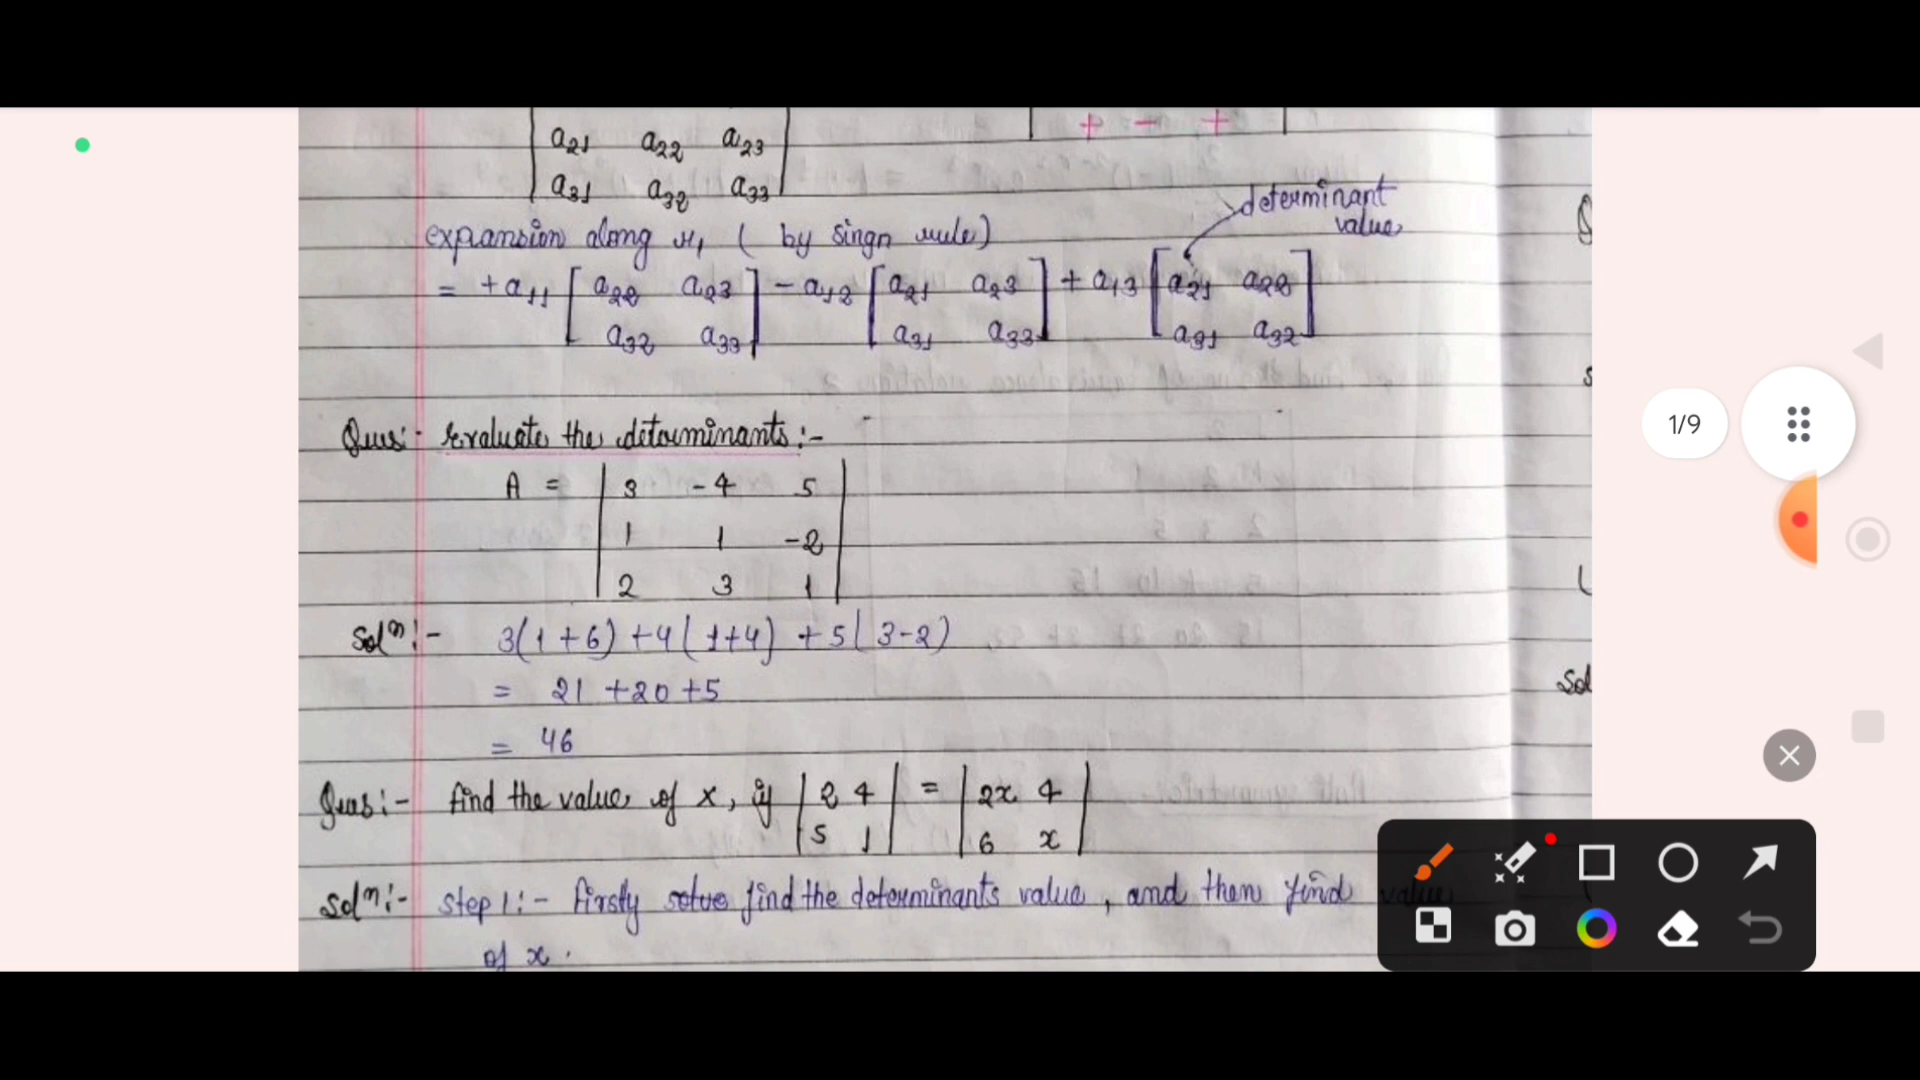 + - +
a21 a22 a23
a31 a32 a33
determinant
value
expansion along r1 ( by singn rule)
= +a11 [ a22 a23 ] - a12 [ a21 a23 ] + a13 [ a21 a22 ]
a32 a33 a31 a33 a31 a32
Ques:- Evaluate the determinants:-
A = | 3 -4 5 |
1 1 -2
2 3 1
Solⁿ:- 3(1+6) +4(1+4) +5(3-2)
= 21 +20 +5
= 46
Ques:- find the value of x, if | 2 4 | = | 2x 4 |
5 1 6 x
Solⁿ:- Step 1:- firstly solve find the determinants value, and then find value
of x.
Sol
1/9